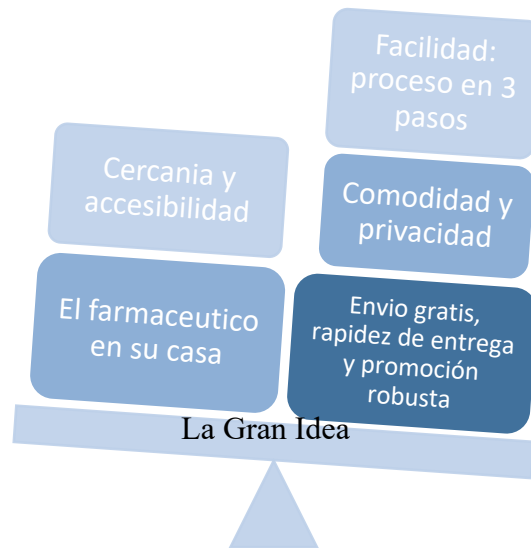 Facilidad:
proceso en 3
pasos
Cercania y
accesibilidad
Comodidad y
privacidad
El farmaceutico
en su casa
Envio gratis,
rapidez de entrega
y promoción
robusta
La Gran Idea